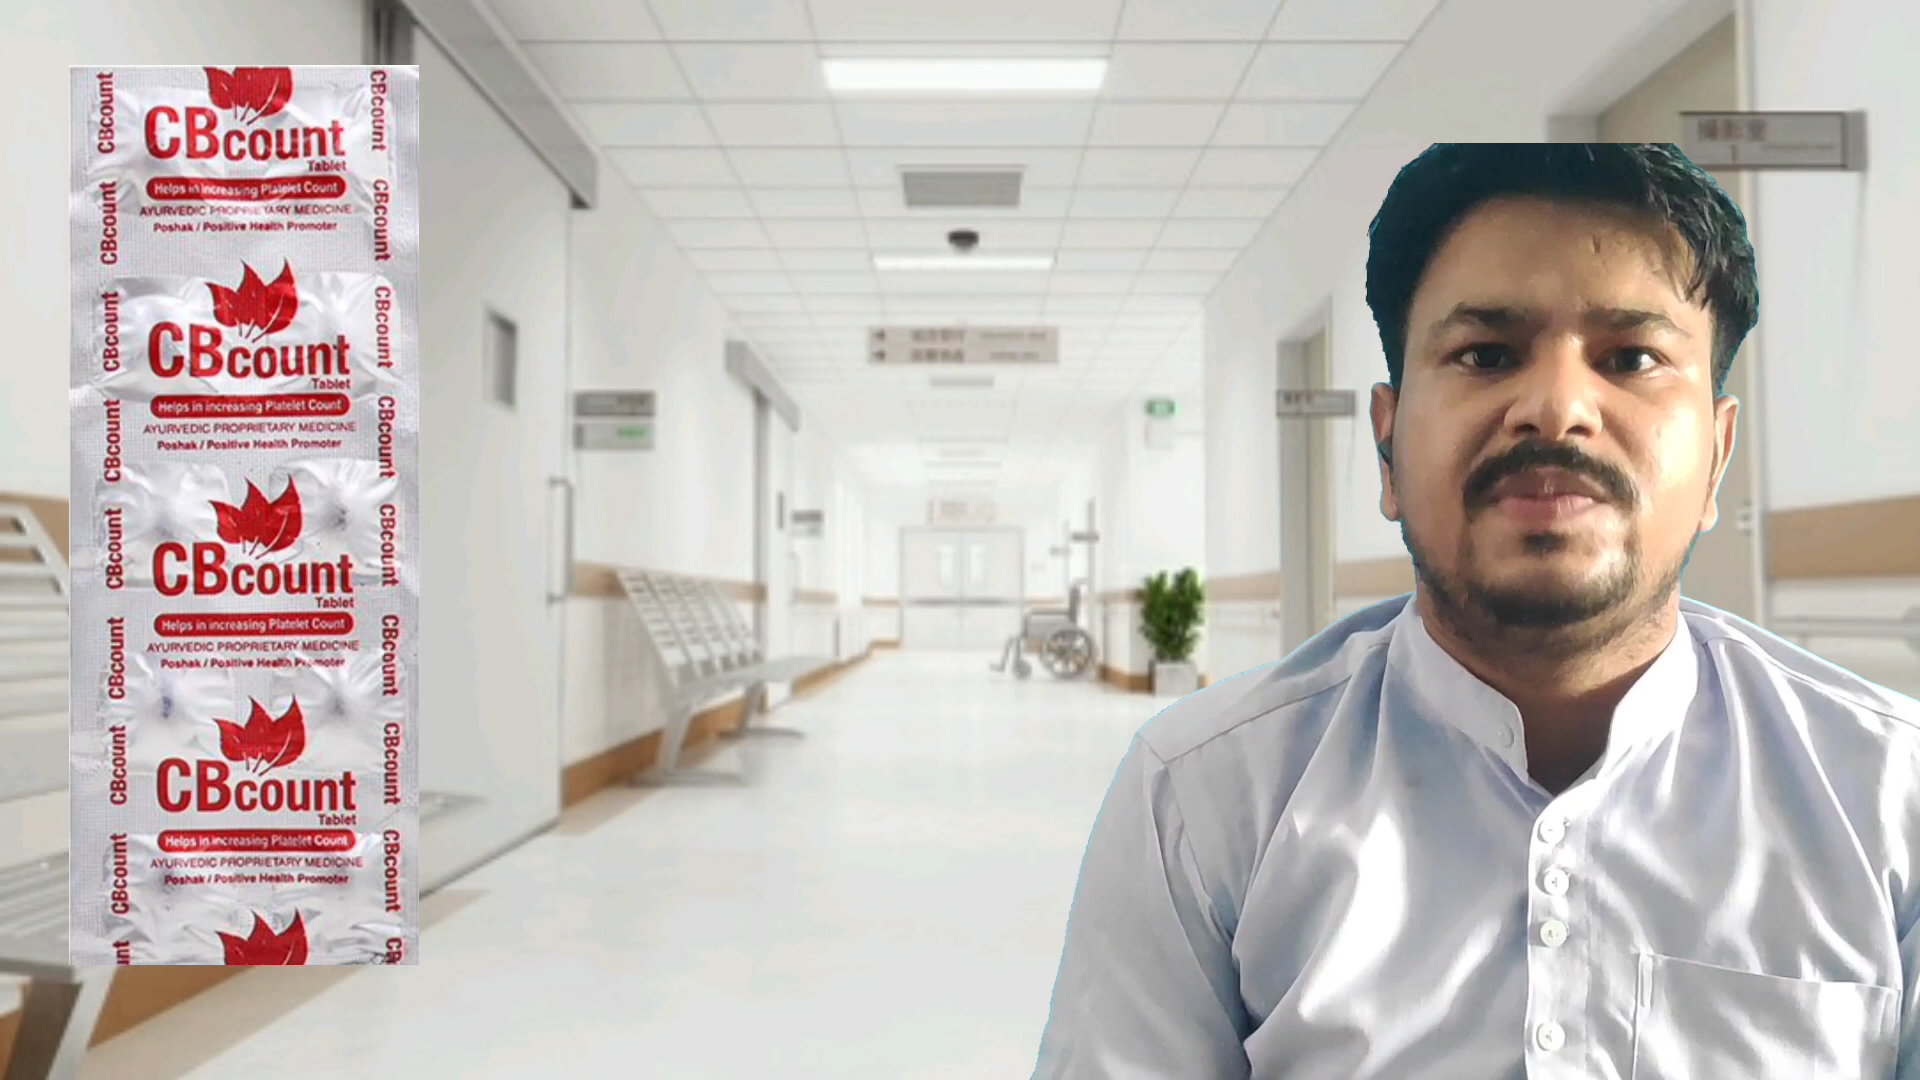 CBcount
CBcount
CBcount
Tablet
Helps in increasing Platelet Count
AYURVEDIC PROPRIETARY MEDICINE
Poshak / Positive Health Promoter
CBcount
CBcount
CBcount
CBcount
CBcount
Tablet
Helps in increasing Platelet Count
AYURVEDIC PROPRIETARY MEDICINE
Poshak / Positive Health Promoter
CBcount
CBcount
CBcount
CBcount
CBcount
Tablet
Helps in increasing Platelet Count
AYURVEDIC PROPRIETARY MEDICINE
Poshak / Positive Health Promoter
CBcount
CBcount
CBcount
CBcount
CBcount
Tablet
Helps in increasing Platelet Count
AYURVEDIC PROPRIETARY MEDICINE
Poshak / Positive Health Promoter
CBcount
CBcount
nt
CB